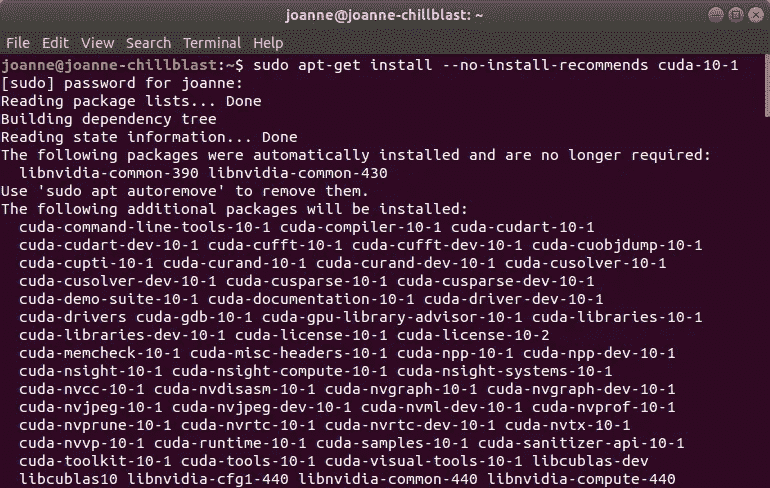 joanne@joanne-chillblast: ~
File Edit View Search Terminal Help
joanne@joanne-chillblast:~$ sudo apt-get install --no-install-recommends cuda-10-1
[sudo] password for joanne:
Reading package lists... Done
Building dependency tree
Reading state information... Done
The following packages were automatically installed and are no longer required:
  libnvidia-common-390 libnvidia-common-430
Use 'sudo apt autoremove' to remove them.
The following additional packages will be installed:
  cuda-command-line-tools-10-1 cuda-compiler-10-1 cuda-cudart-10-1
  cuda-cudart-dev-10-1 cuda-cufft-10-1 cuda-cufft-dev-10-1 cuda-cuobjdump-10-1
  cuda-cupti-10-1 cuda-curand-10-1 cuda-curand-dev-10-1 cuda-cusolver-10-1
  cuda-cusolver-dev-10-1 cuda-cusparse-10-1 cuda-cusparse-dev-10-1
  cuda-demo-suite-10-1 cuda-documentation-10-1 cuda-driver-dev-10-1
  cuda-drivers cuda-gdb-10-1 cuda-gpu-library-advisor-10-1 cuda-libraries-10-1
  cuda-libraries-dev-10-1 cuda-license-10-1 cuda-license-10-2
  cuda-memcheck-10-1 cuda-misc-headers-10-1 cuda-npp-10-1 cuda-npp-dev-10-1
  cuda-nsight-10-1 cuda-nsight-compute-10-1 cuda-nsight-systems-10-1
  cuda-nvcc-10-1 cuda-nvdisasm-10-1 cuda-nvgraph-10-1 cuda-nvgraph-dev-10-1
  cuda-nvjpeg-10-1 cuda-nvjpeg-dev-10-1 cuda-nvml-dev-10-1 cuda-nvprof-10-1
  cuda-nvprune-10-1 cuda-nvrtc-10-1 cuda-nvrtc-dev-10-1 cuda-nvtx-10-1
  cuda-nvvp-10-1 cuda-runtime-10-1 cuda-samples-10-1 cuda-sanitizer-api-10-1
  cuda-toolkit-10-1 cuda-tools-10-1 cuda-visual-tools-10-1 libcublas-dev
  libcublas10 libnvidia-cfg1-440 libnvidia-common-440 libnvidia-compute-440